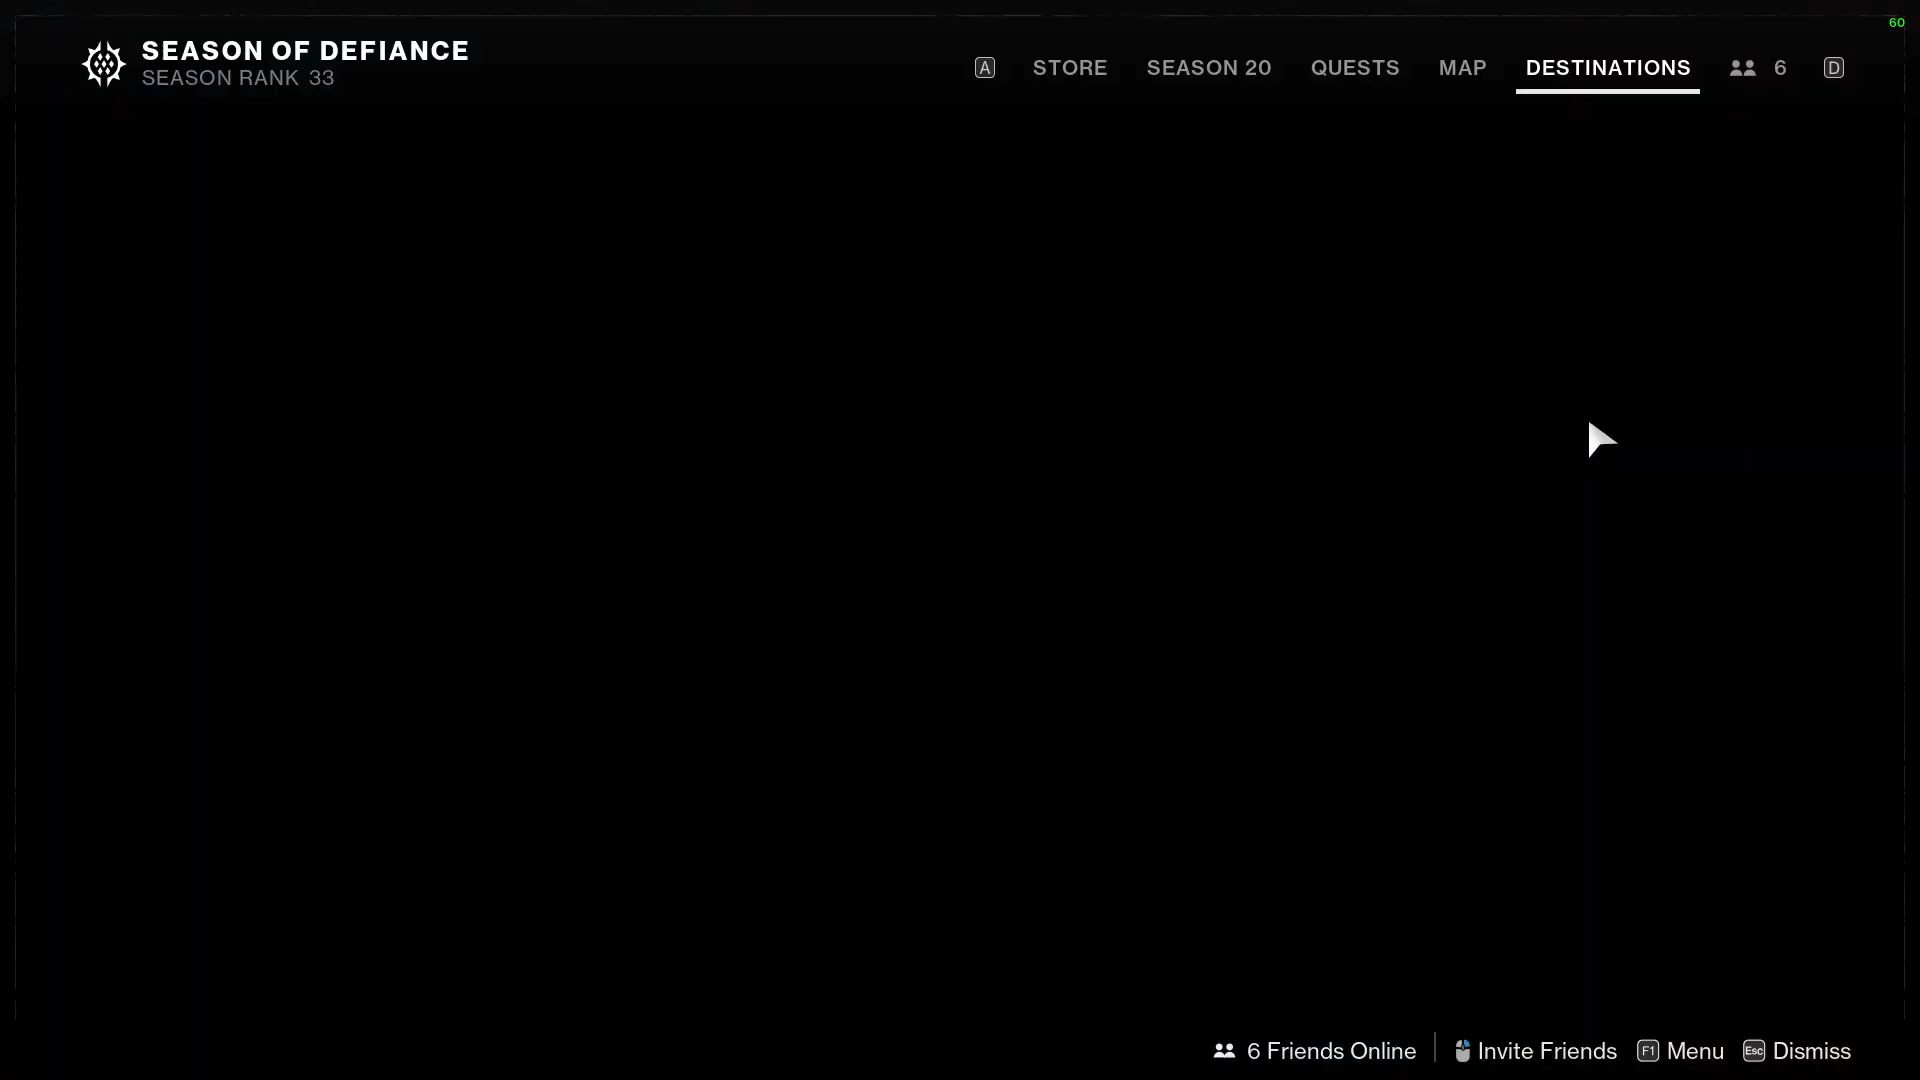 60
SEASON OF DEFIANCE
SEASON RANK 33
A STORE SEASON 20 QUESTS MAP DESTINATIONS 6 D
6 Friends Online Invite Friends F1 Menu Esc Dismiss